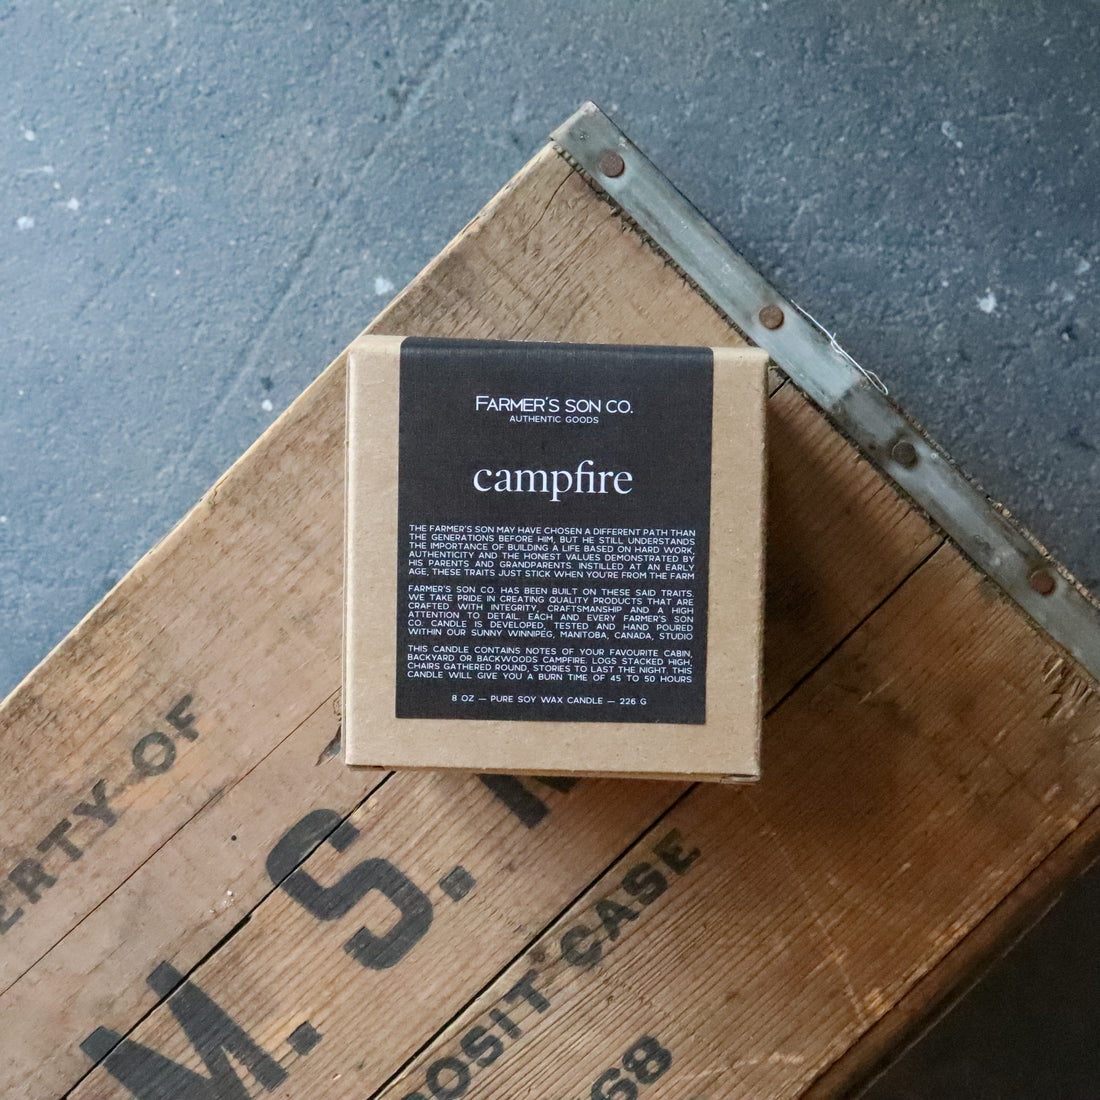 FARMER'S SON CO.
AUTHENTIC GOODS
campfire
THE FARMER'S SON MAY HAVE CHOSEN A DIFFERENT PATH THAN
THE GENERATIONS BEFORE HIM, BUT HE STILL UNDERSTANDS
THE IMPORTANCE OF BUILDING A LIFE BASED ON HARD WORK,
AUTHENTICITY AND THE HONEST VALUES DEMONSTRATED BY
HIS PARENTS AND GRANDPARENTS. INSTILLED AT AN EARLY
AGE, THESE TRAITS JUST STICK WHEN YOU'RE FROM THE FARM
FARMER'S SON CO. HAS BEEN BUILT ON THESE SAID TRAITS.
WE TAKE PRIDE IN CREATING QUALITY PRODUCTS THAT ARE
CRAFTED WITH INTEGRITY, CRAFTSMANSHIP AND A HIGH
ATTENTION TO DETAIL. EACH AND EVERY FARMER'S SON
CO. CANDLE IS DEVELOPED, TESTED AND HAND POURED
WITHIN OUR SUNNY WINNIPEG, MANITOBA, CANADA, STUDIO
THIS CANDLE CONTAINS NOTES OF YOUR FAVOURITE CABIN,
BACKYARD OR BACKWOODS CAMPFIRE. LOGS STACKED HIGH,
CHAIRS GATHERED ROUND, STORIES TO LAST THE NIGHT. THIS
CANDLE WILL GIVE YOU A BURN TIME OF 45 TO 50 HOURS
8 OZ — PURE SOY WAX CANDLE — 226 G
ERTY OF
M. S.
OSIT CASE
68